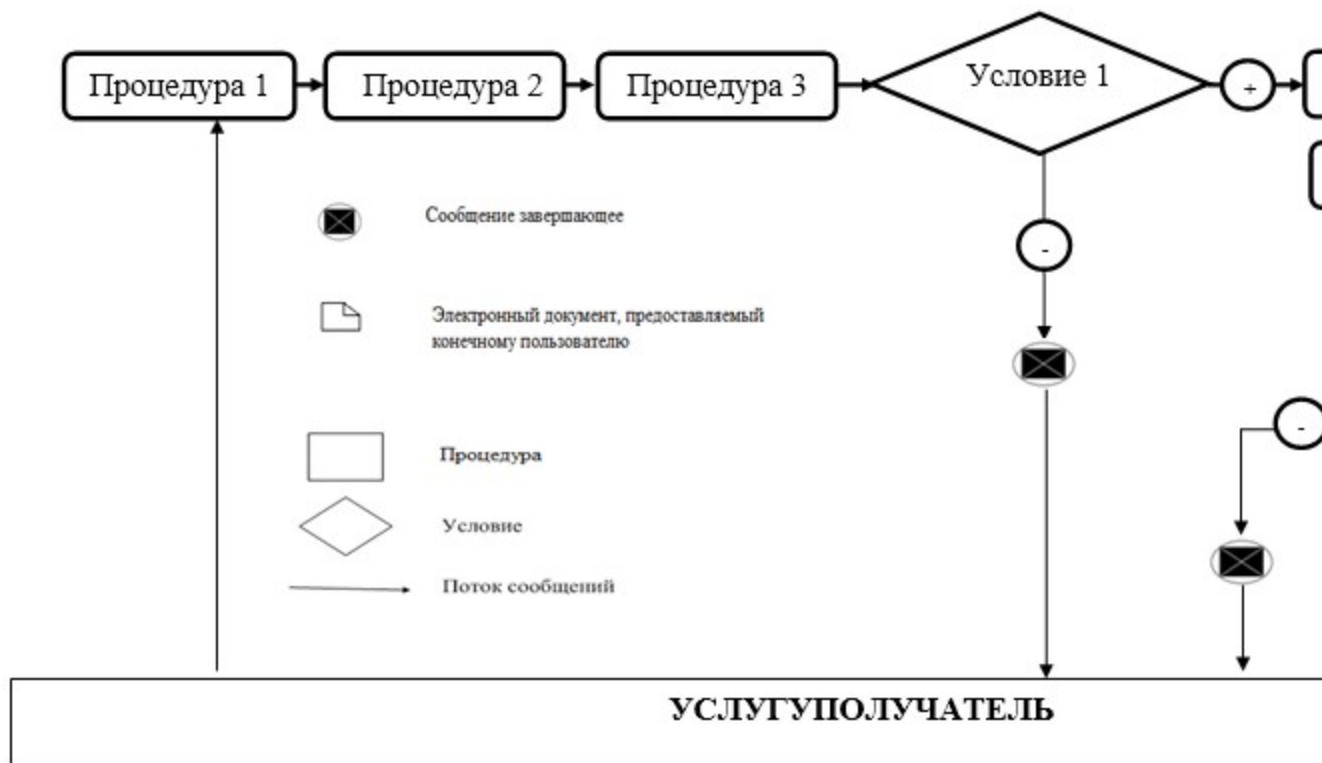 Процедура 1
Процедура 2
Процедура 3
Условие 1
+
Сообщение завершающее
-
Электронный документ, предоставляемый
конечному пользователю
-
Процедура
Условие
Поток сообщений
УСЛУГУПОЛУЧАТЕЛЬ